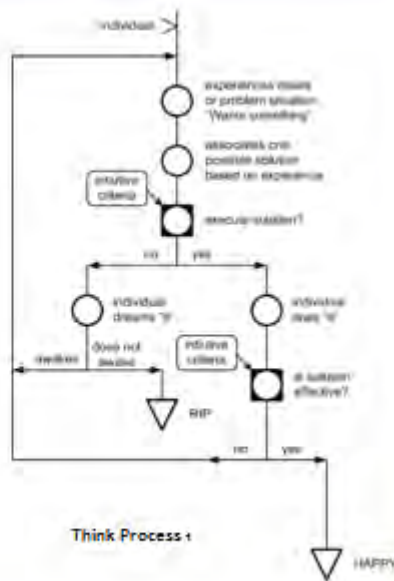 individual
experiences desire
or problem situation
"Wants something"
associates one
possible solution
based on experience
intuitive
criteria
execute solution?
no
yes
individual
dreams "it"
individual
does "it"
awakes
does not
awake
intuitive
criteria
is solution
effective?
RIP
no
yes
Think Process 1
HAPPY